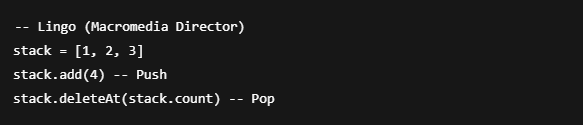 -- Lingo (Macromedia Director)
stack = [1, 2, 3]
stack.add(4) -- Push
stack.deleteAt(stack.count) -- Pop